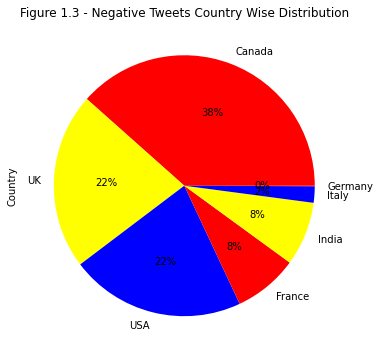 Figure 1.3 - Negative Tweets Country Wise Distribution
Canada
38%
UK
22%
Country
USA
22%
France
8%
India
8%
Italy
Germany
0%